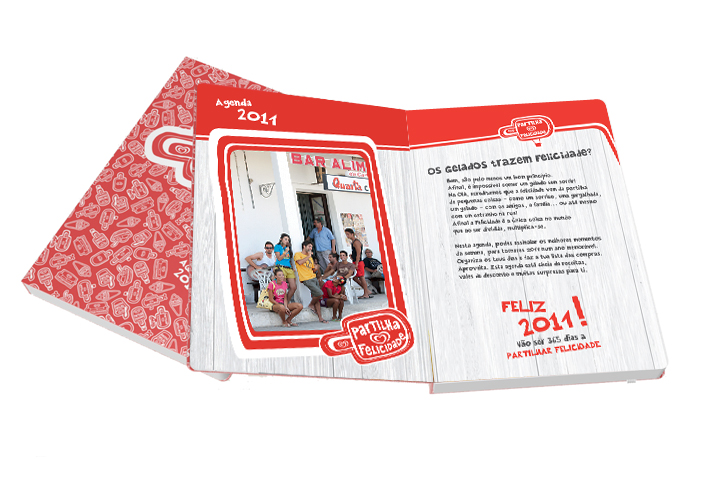 Agenda
2011
BAR ALIM
Quarta
PARTILHA
FELICIDADE
PARTILHA
FELICIDADE
Os Gelados trazem Felicidade?
Bem, são pelo menos um bom princípio.
Afinal, é impossível comer um gelado sem sorrir!
Na Olá, acreditamos que a felicidade vem da partilha
de pequenas coisas - como um sorriso, uma gargalhada,
um gelado - com os amigos, a família... ou até mesmo
com um estranho na rua!
Afinal a Felicidade é a única coisa no mundo
que ao ser dividida, multiplica-se.
Nesta agenda, podes assinalar os melhores momentos
da semana, para tornares 2011 num ano memorável.
Organiza os teus dias e faz a tua lista das compras.
Aproveita. Esta agenda está cheia de receitas,
vales de desconto e muitas surpresas para ti.
FELIZ
2011!
Vão ser 365 dias a
PARTILHAR FELICIDADE